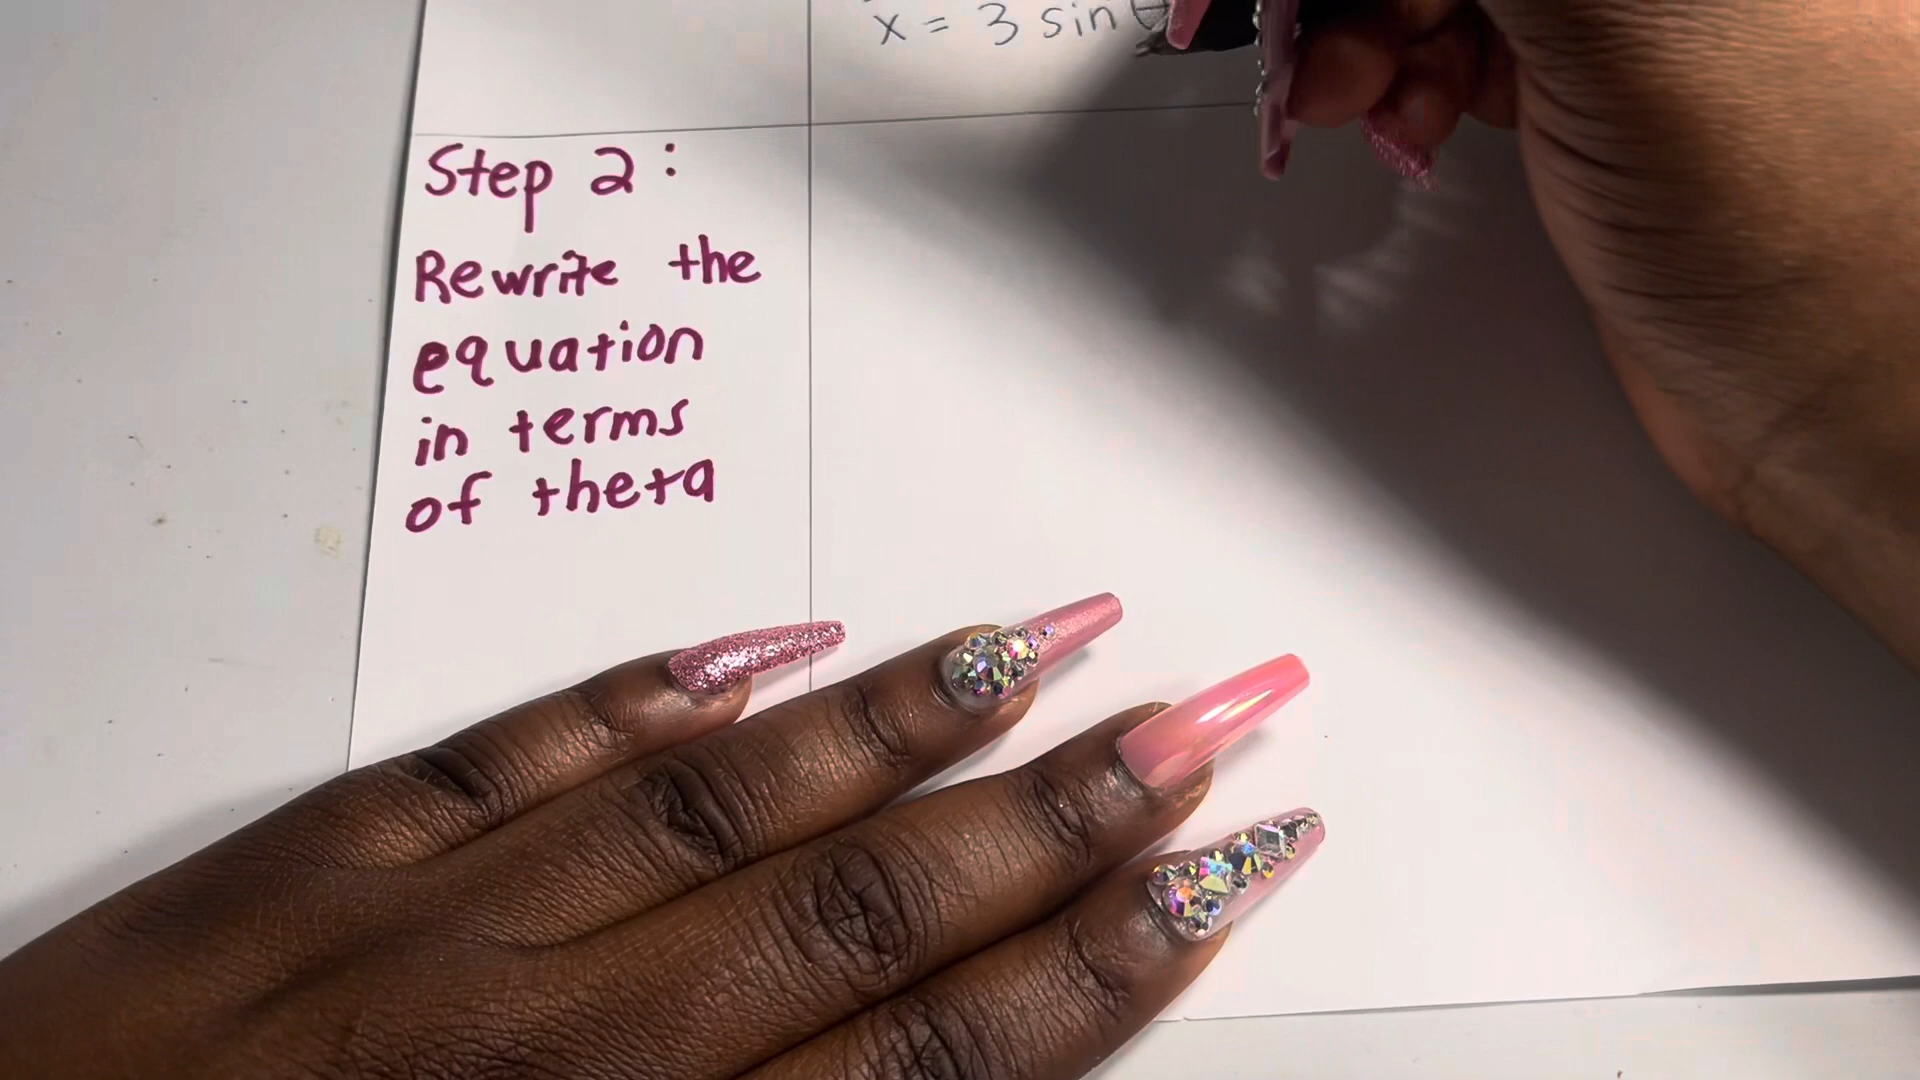 x = 3 sin θ
Step 2:
Rewrite the
equation
in terms
of theta